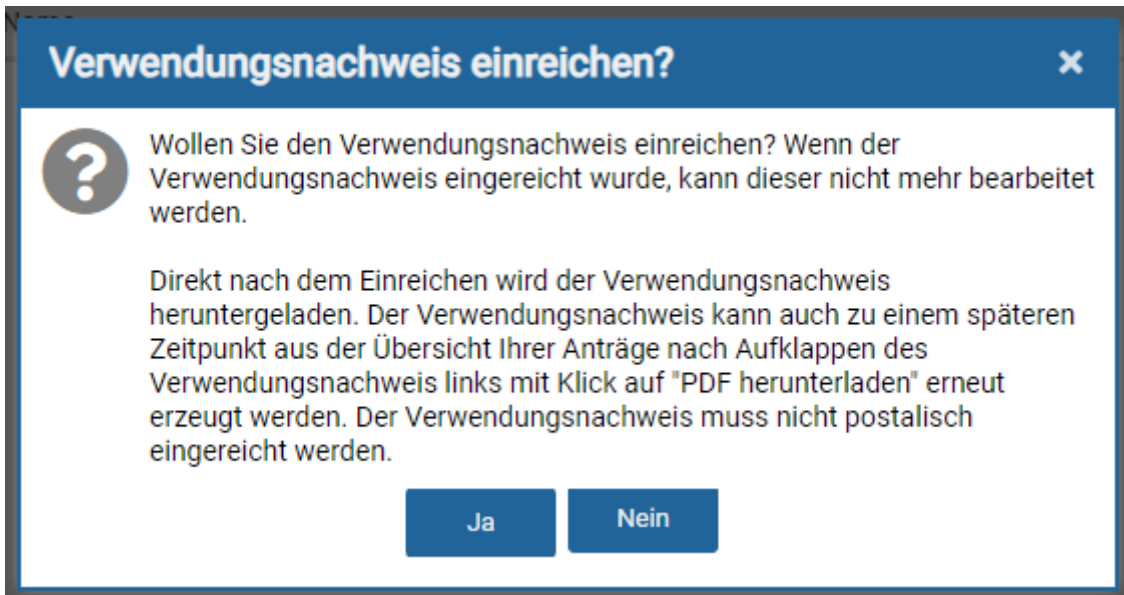 Verwendungsnachweis einreichen?
Wollen Sie den Verwendungsnachweis einreichen? Wenn der
Verwendungsnachweis eingereicht wurde, kann dieser nicht mehr bearbeitet
werden.
Direkt nach dem Einreichen wird der Verwendungsnachweis
heruntergeladen. Der Verwendungsnachweis kann auch zu einem späteren
Zeitpunkt aus der Übersicht Ihrer Anträge nach Aufklappen des
Verwendungsnachweis links mit Klick auf "PDF herunterladen" erneut
erzeugt werden. Der Verwendungsnachweis muss nicht postalisch
eingereicht werden.
Ja Nein